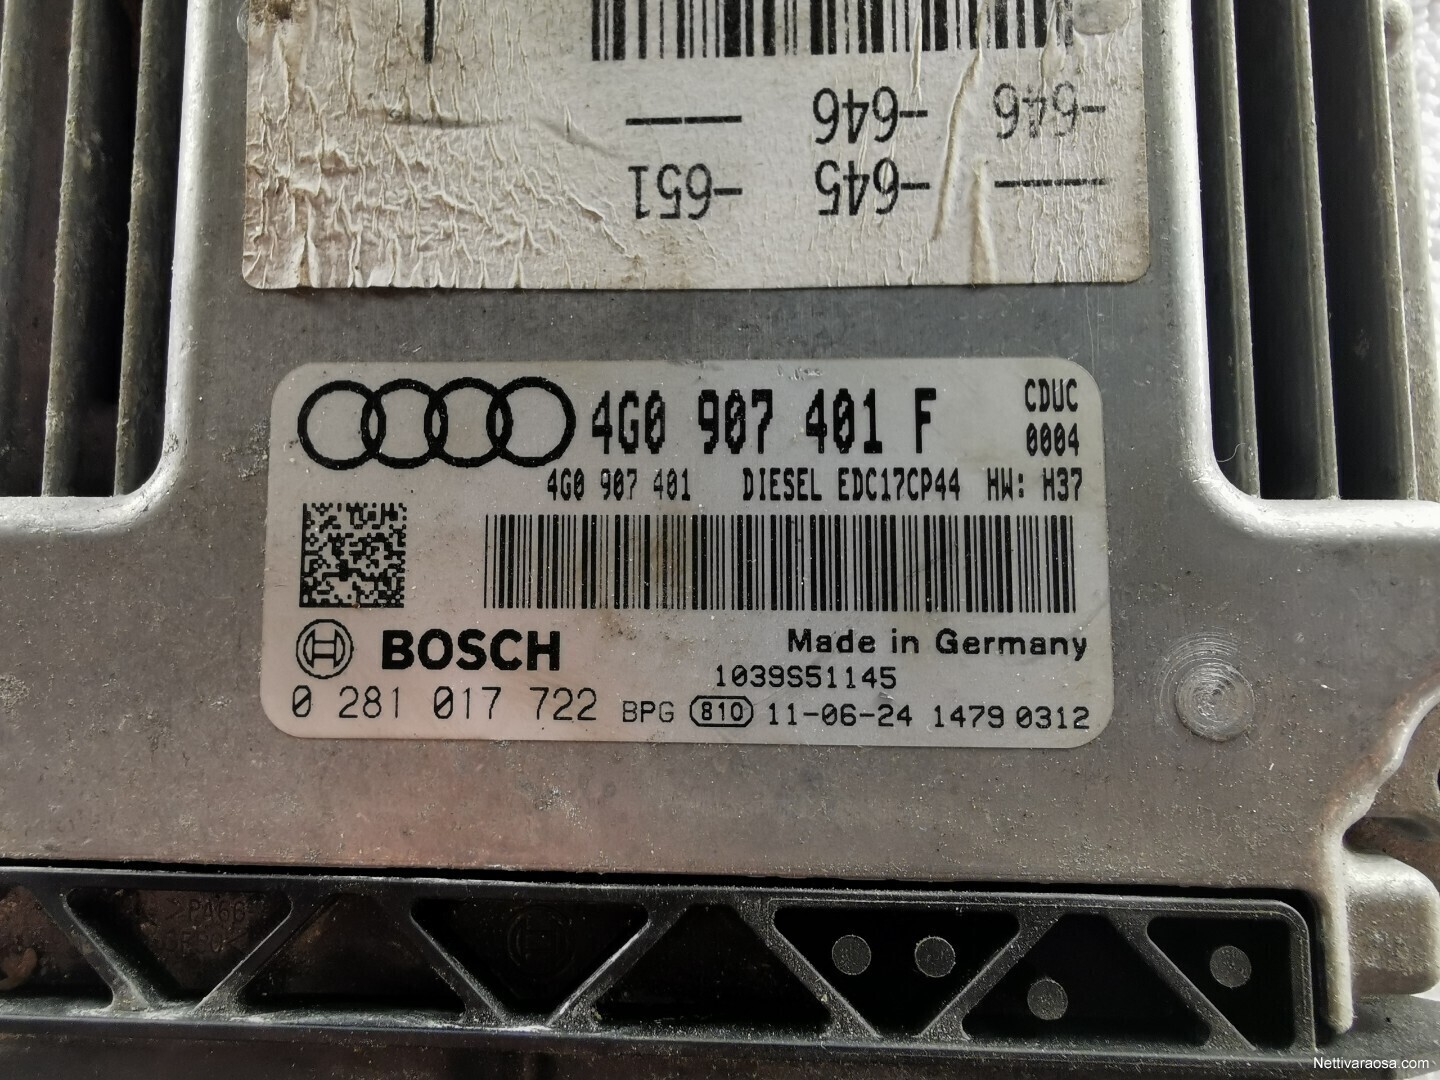 -646 -646 —
— -645 -651
4G0 907 401 F CDUC
0004
4G0 907 401 DIESEL EDC17CP44 HW: H37
BOSCH Made in Germany
1039S51145
0 281 017 722 BPG 810 11-06-24 1479 0312
>PA66
Nettivaraosa.com